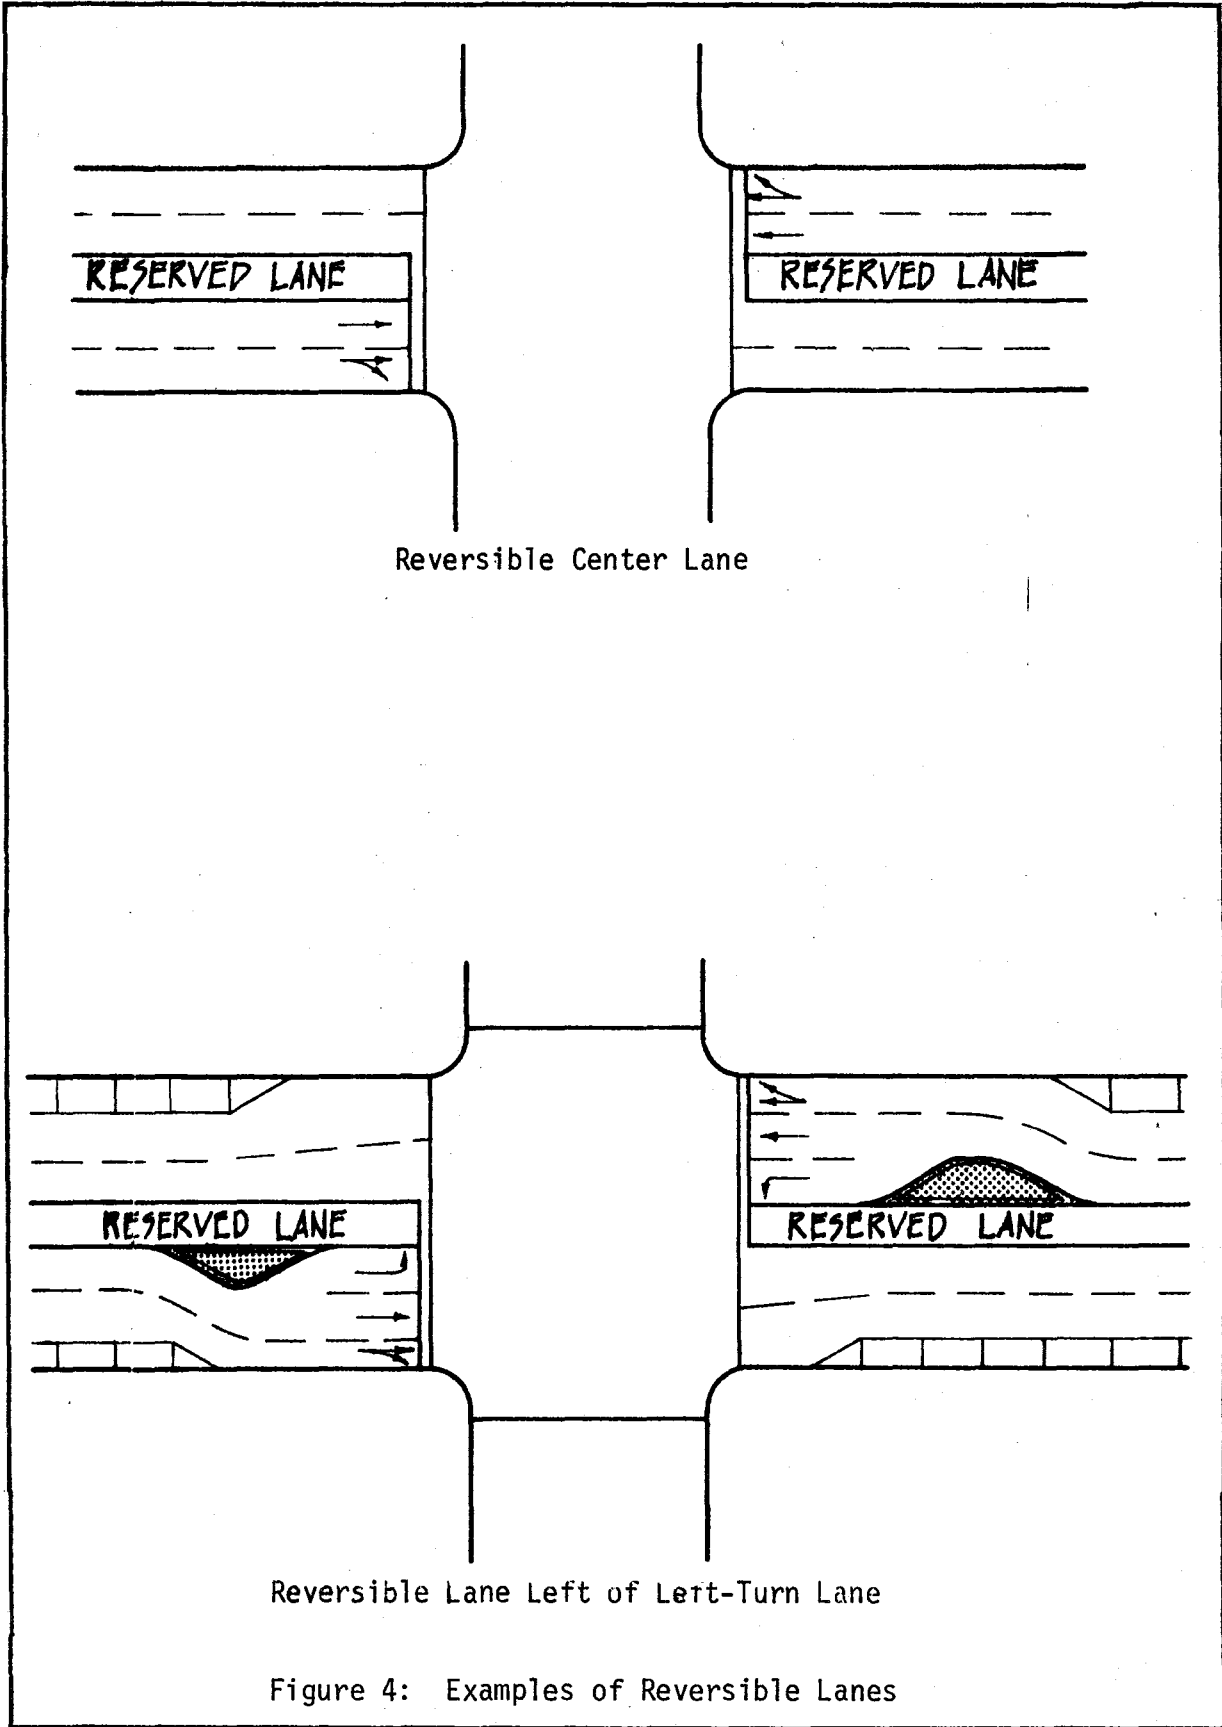 RESERVED LANE
RESERVED LANE
Reversible Center Lane
RESERVED LANE
RESERVED LANE
Reversible Lane Left of Left-Turn Lane
Figure 4: Examples of Reversible Lanes